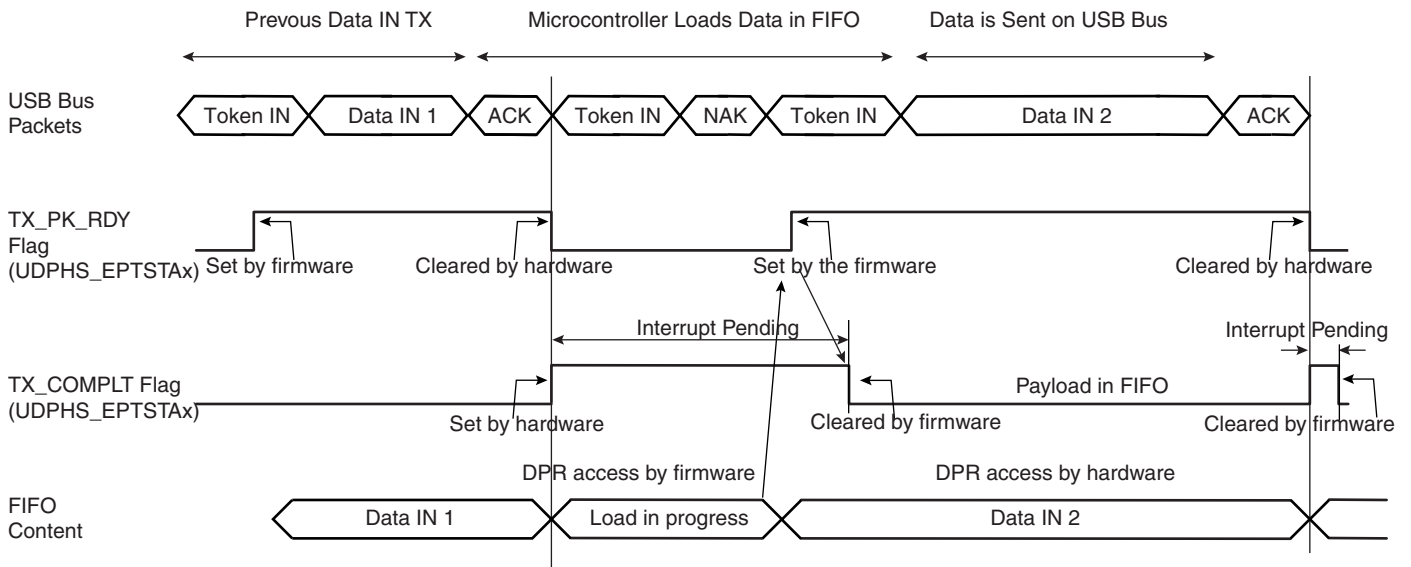 Prevous Data IN TX
Microcontroller Loads Data in FIFO
Data is Sent on USB Bus
USB Bus
Packets
Token IN
Data IN 1
ACK
Token IN
NAK
Token IN
Data IN 2
ACK
TX_PK_RDY
Flag
(UDPHS_EPTSTAx)
Set by firmware
Cleared by hardware
Set by the firmware
Cleared by hardware
Interrupt Pending
Interrupt Pending
TX_COMPLT Flag
(UDPHS_EPTSTAx)
Payload in FIFO
Set by hardware
Cleared by firmware
Cleared by firmware
DPR access by firmware
DPR access by hardware
FIFO
Content
Data IN 1
Load in progress
Data IN 2